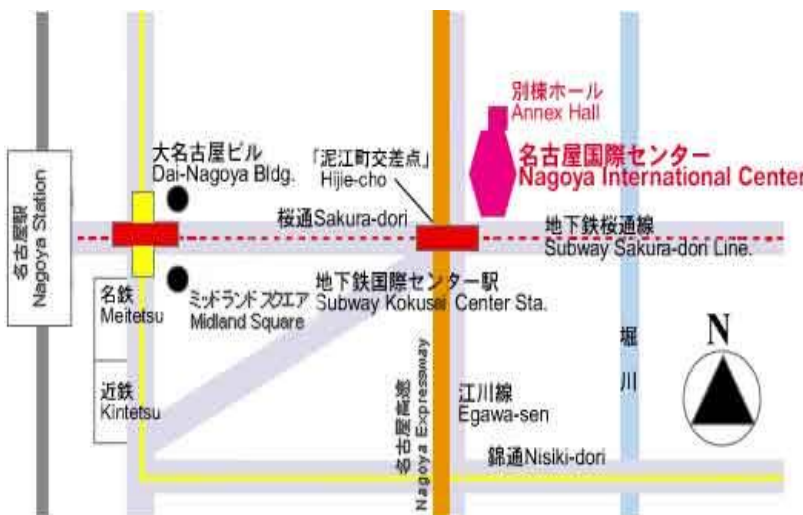 別棟ホール
Annex Hall
名古屋国際センター
Nagoya International Center
大名古屋ビル
Dai-Nagoya Bldg.
「泥江町交差点」
Hijie-cho
名古屋駅
Nagoya Station
桜通Sakura-dori
地下鉄桜通線
Subway Sakura-dori Line.
名鉄
Meitetsu
ミッドランドスクエア
Midland Square
地下鉄国際センター駅
Subway Kokusai Center Sta.
堀川
N
近鉄
Kintetsu
名古屋高速
Nagoya Expressway
江川線
Egawa-sen
錦通Nisiki-dori